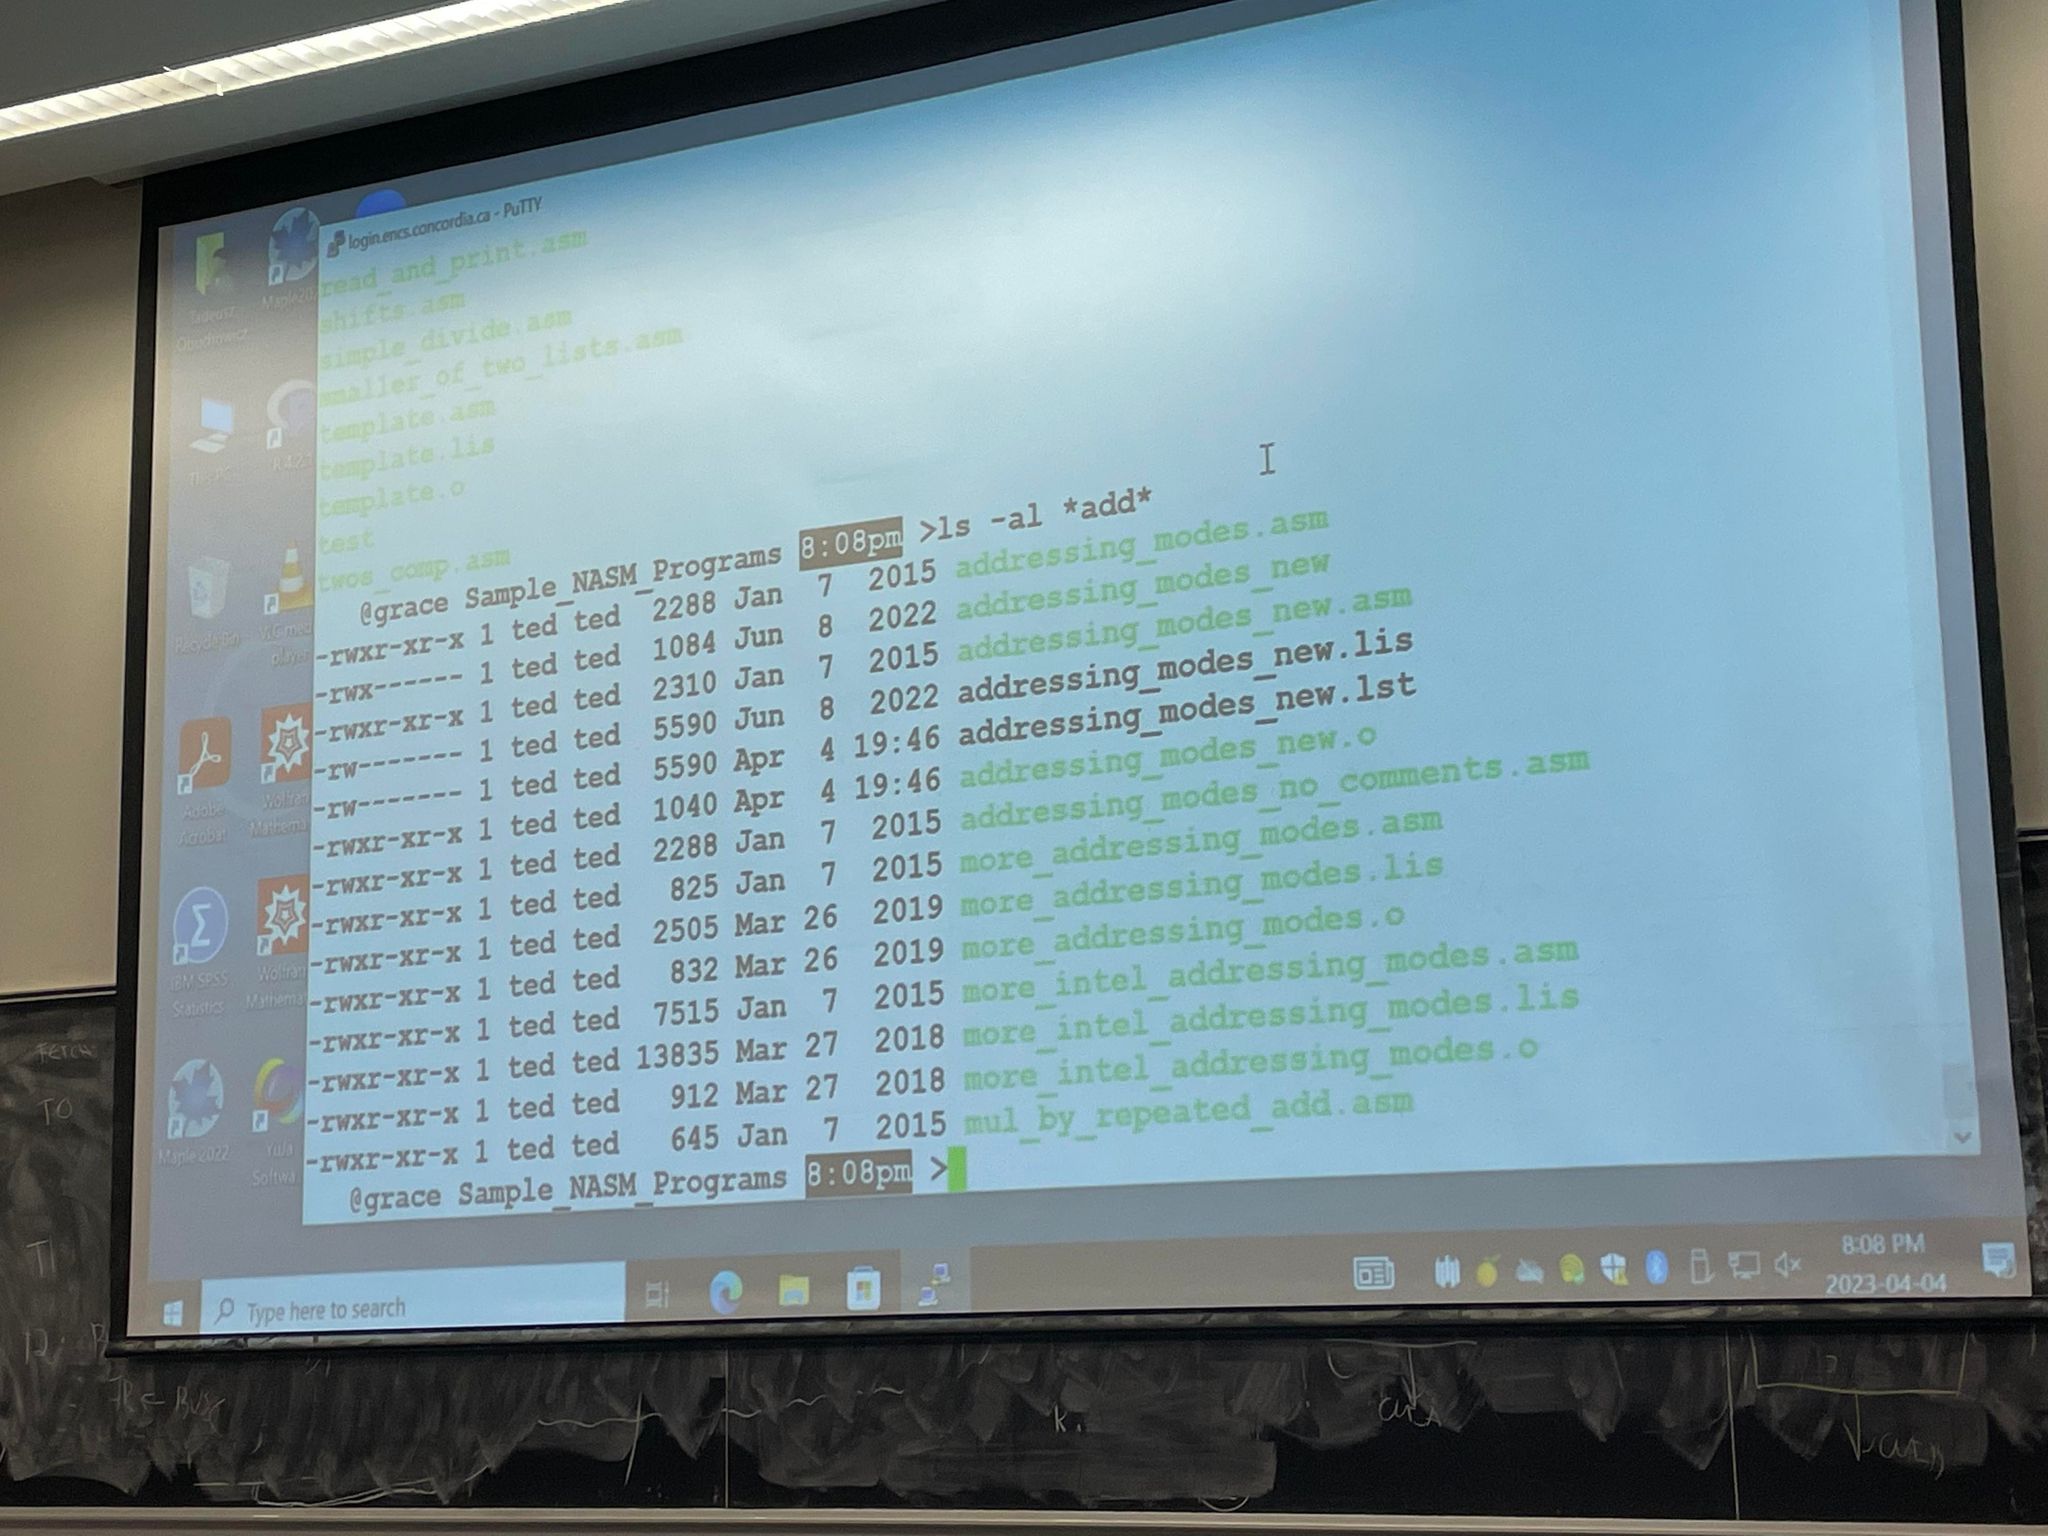 login.encs.concordia.ca - PuTTY
read_and_print.asm
shifts.asm
simple_divide.asm
smaller_of_two_lists.asm
template.asm
template.lis
template.o
test
twos_comp.asm
@grace Sample_NASM_Programs 8:08pm >ls -al *add*
-rwxr-xr-x 1 ted ted 2288 Jan 7 2015 addressing_modes.asm
-rwx------ 1 ted ted 1084 Jun 8 2022 addressing_modes_new
-rwxr-xr-x 1 ted ted 2310 Jan 7 2015 addressing_modes_new.asm
-rw------- 1 ted ted 5590 Jun 8 2022 addressing_modes_new.lis
-rw------- 1 ted ted 5590 Apr 4 19:46 addressing_modes_new.lst
-rwxr-xr-x 1 ted ted 1040 Apr 4 19:46 addressing_modes_new.o
-rwxr-xr-x 1 ted ted 2288 Jan 7 2015 addressing_modes_no_comments.asm
-rwxr-xr-x 1 ted ted 825 Jan 7 2015 more_addressing_modes.asm
-rwxr-xr-x 1 ted ted 2505 Mar 26 2019 more_addressing_modes.lis
-rwxr-xr-x 1 ted ted 832 Mar 26 2019 more_addressing_modes.o
-rwxr-xr-x 1 ted ted 7515 Jan 7 2015 more_intel_addressing_modes.asm
-rwxr-xr-x 1 ted ted 13835 Mar 27 2018 more_intel_addressing_modes.lis
-rwxr-xr-x 1 ted ted 912 Mar 27 2018 more_intel_addressing_modes.o
-rwxr-xr-x 1 ted ted 645 Jan 7 2015 mul_by_repeated_add.asm
@grace Sample_NASM_Programs 8:08pm >
This PC
Recycle Bin
VLC media
player
Adobe
Acrobat
Wolfram
Mathema
IBM SPSS
Statistics
Wolfram
Mathema
Maple 2022
YuJa
Softwa
Type here to search
8:08 PM
2023-04-04
TO